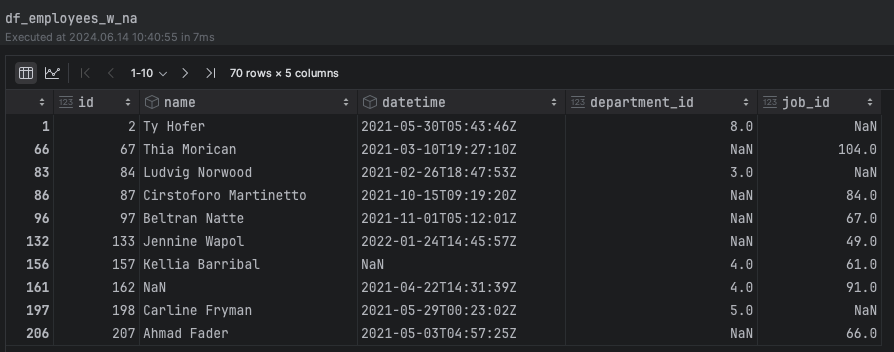 df_employees_w_na
Executed at 2024.06.14 10:40:55 in 7ms
1-10 70 rows × 5 columns
123 id name datetime 123 department_id 123 job_id
1 2 Ty Hofer 2021-05-30T05:43:46Z 8.0 NaN
66 67 Thia Morican 2021-03-10T19:27:10Z NaN 104.0
83 84 Ludvig Norwood 2021-02-26T18:47:53Z 3.0 NaN
86 87 Cirstoforo Martinetto 2021-10-15T09:19:20Z NaN 84.0
96 97 Beltran Natte 2021-11-01T05:12:01Z NaN 67.0
132 133 Jennine Wapol 2022-01-24T14:45:57Z NaN 49.0
156 157 Kellia Barribal NaN 4.0 61.0
161 162 NaN 2021-04-22T14:31:39Z 4.0 91.0
197 198 Carline Fryman 2021-05-29T00:23:02Z 5.0 NaN
206 207 Ahmad Fader 2021-05-03T04:57:25Z NaN 66.0